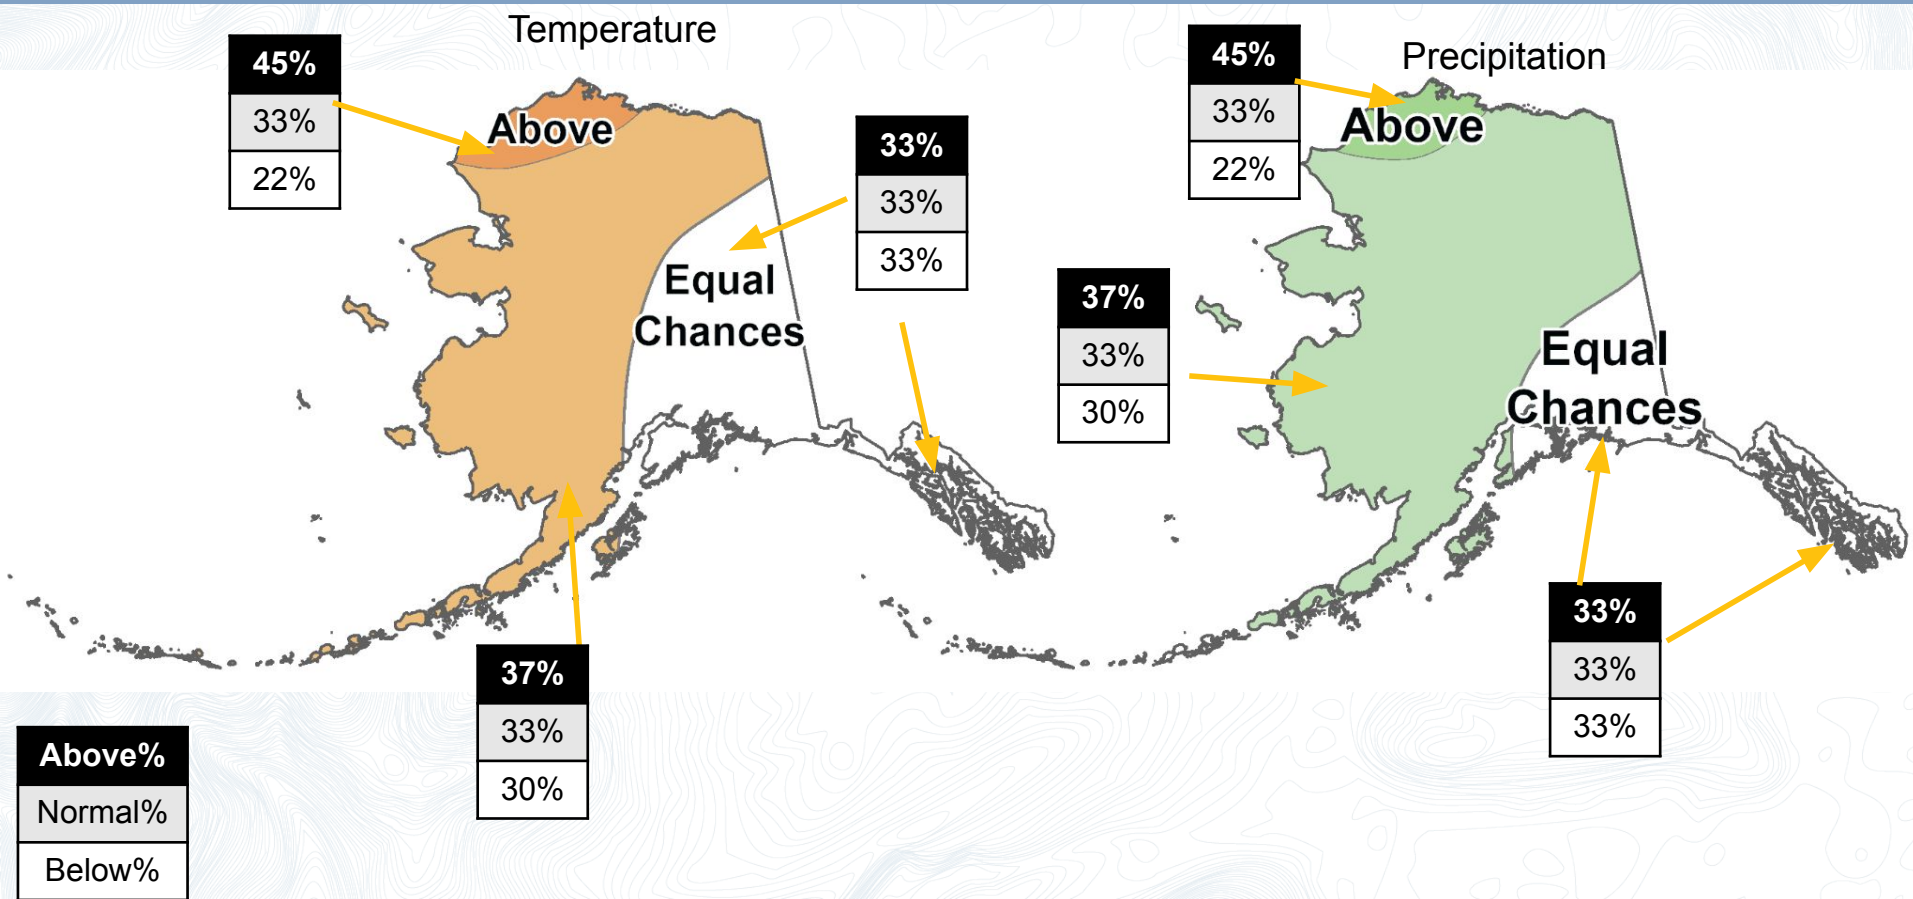 Temperature
45%
33%
22%
Above
33%
33%
33%
Equal
Chances
37%
33%
30%
Precipitation
45%
33%
22%
Above
37%
33%
30%
Equal
Chances
33%
33%
33%
Above%
Normal%
Below%